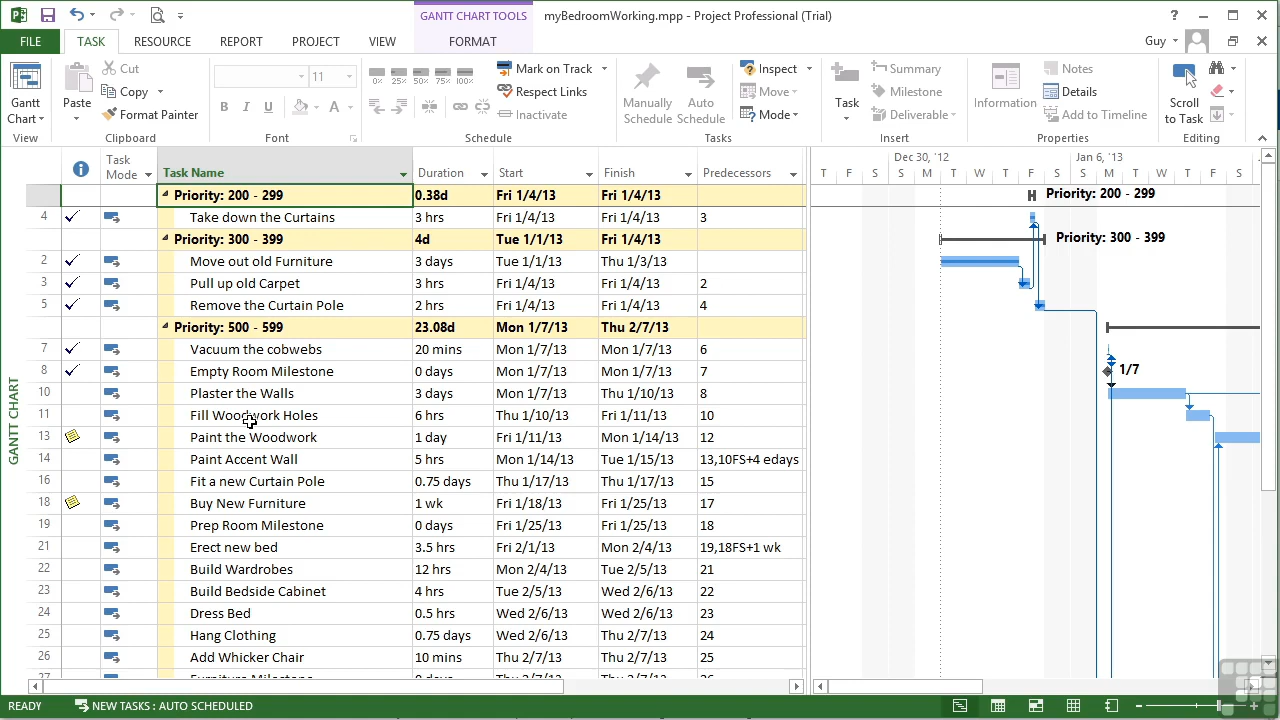 GANTT CHART TOOLS
myBedroomWorking.mpp - Project Professional (Trial)
?
FILE
TASK
RESOURCE
REPORT
PROJECT
VIEW
FORMAT
Guy
Gantt Chart
View
Paste
Cut
Copy
Format Painter
Clipboard
11
B I U A
Font
0% 25% 50% 75% 100%
Mark on Track
Respect Links
Inactivate
Schedule
Manually Schedule
Auto Schedule
Inspect
Move
Mode
Tasks
Task
Summary
Milestone
Deliverable
Insert
Information
Notes
Details
Add to Timeline
Properties
Scroll to Task
Editing
Task Mode Task Name Duration Start Finish Predecessors
Dec 30, '12 Jan 6, '13
T F S S M T W T F S S M T W T F S
Priority: 200 - 299 0.38d Fri 1/4/13 Fri 1/4/13
4 Take down the Curtains 3 hrs Fri 1/4/13 Fri 1/4/13 3
Priority: 300 - 399 4d Tue 1/1/13 Fri 1/4/13
2 Move out old Furniture 3 days Tue 1/1/13 Thu 1/3/13
3 Pull up old Carpet 3 hrs Fri 1/4/13 Fri 1/4/13 2
5 Remove the Curtain Pole 2 hrs Fri 1/4/13 Fri 1/4/13 4
Priority: 500 - 599 23.08d Mon 1/7/13 Thu 2/7/13
7 Vacuum the cobwebs 20 mins Mon 1/7/13 Mon 1/7/13 6
8 Empty Room Milestone 0 days Mon 1/7/13 Mon 1/7/13 7
10 Plaster the Walls 3 days Mon 1/7/13 Thu 1/10/13 8
11 Fill Woodwork Holes 6 hrs Thu 1/10/13 Fri 1/11/13 10
13 Paint the Woodwork 1 day Fri 1/11/13 Mon 1/14/13 12
14 Paint Accent Wall 5 hrs Mon 1/14/13 Tue 1/15/13 13,10FS+4 edays
16 Fit a new Curtain Pole 0.75 days Thu 1/17/13 Thu 1/17/13 15
18 Buy New Furniture 1 wk Fri 1/18/13 Fri 1/25/13 17
19 Prep Room Milestone 0 days Fri 1/25/13 Fri 1/25/13 18
21 Erect new bed 3.5 hrs Fri 2/1/13 Mon 2/4/13 19,18FS+1 wk
22 Build Wardrobes 12 hrs Mon 2/4/13 Tue 2/5/13 21
23 Build Bedside Cabinet 4 hrs Tue 2/5/13 Wed 2/6/13 22
24 Dress Bed 0.5 hrs Wed 2/6/13 Wed 2/6/13 23
25 Hang Clothing 0.75 days Wed 2/6/13 Thu 2/7/13 24
26 Add Whicker Chair 10 mins Thu 2/7/13 Thu 2/7/13 25
Priority: 200 - 299
Priority: 300 - 399
1/7
GANTT CHART
READY
NEW TASKS : AUTO SCHEDULED